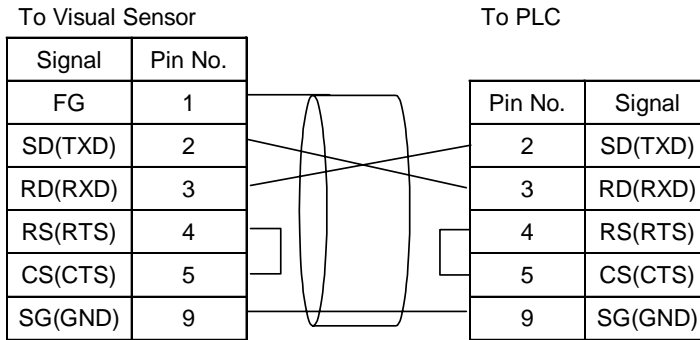 To Visual Sensor To PLC
Signal Pin No.
FG 1 Pin No. Signal
SD(TXD) 2 2 SD(TXD)
RD(RXD) 3 3 RD(RXD)
RS(RTS) 4 4 RS(RTS)
CS(CTS) 5 5 CS(CTS)
SG(GND) 9 9 SG(GND)